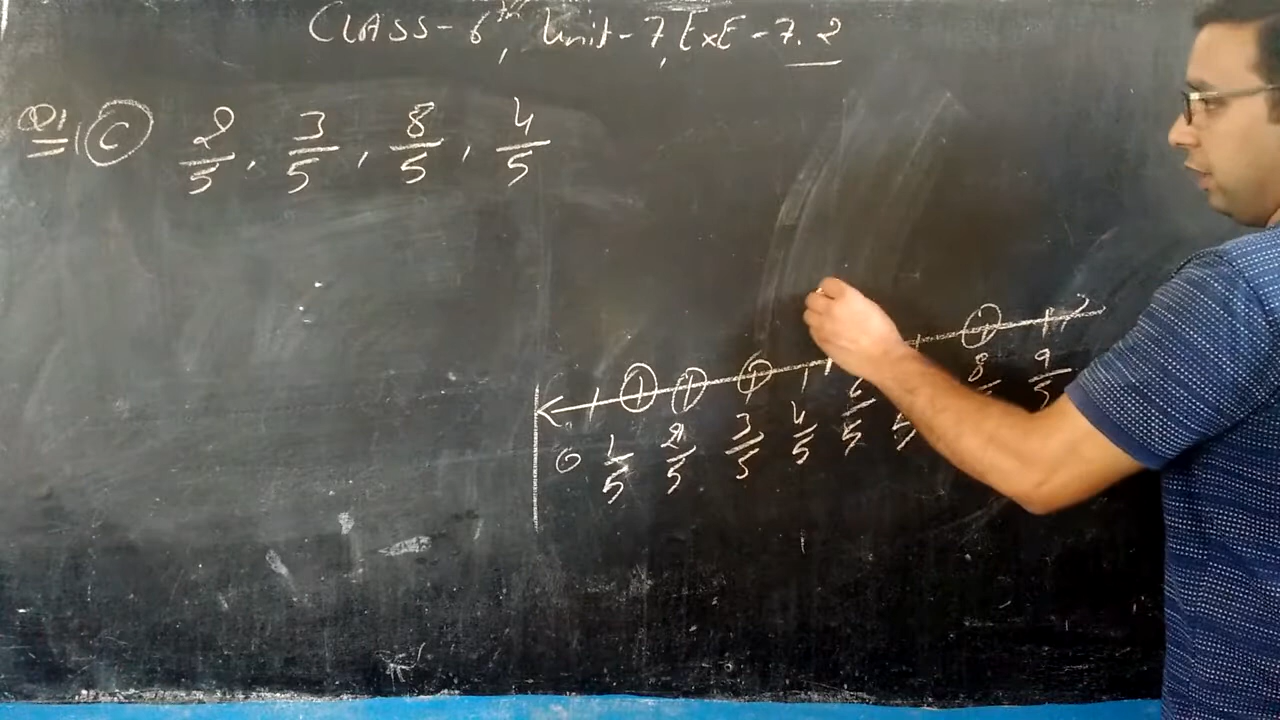 CLASS-6th, Unit-7, EXE-7.2
Q1 (C) 2/5, 3/5, 8/5, 4/5
0 1/5 2/5 3/5 4/5 6/5 8 9/5